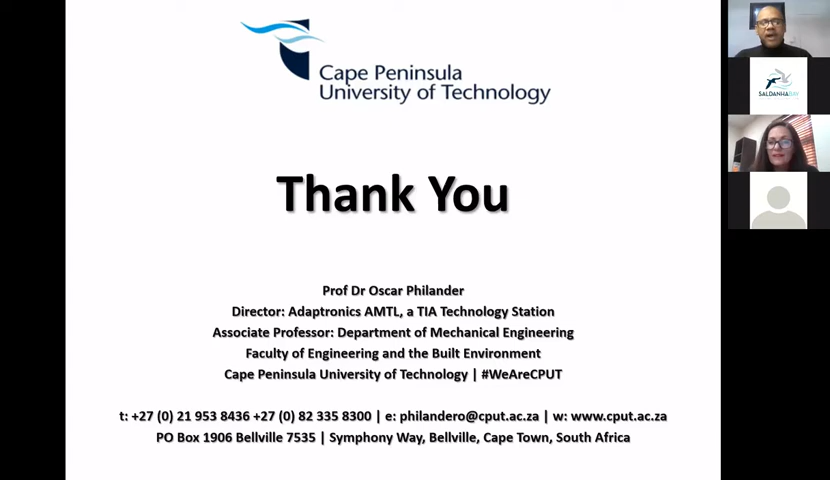 Cape Peninsula
University of Technology
Thank You
Prof Dr Oscar Philander
Director: Adaptronics AMTL, a TIA Technology Station
Associate Professor: Department of Mechanical Engineering
Faculty of Engineering and the Built Environment
Cape Peninsula University of Technology | #WeAreCPUT
t: +27 (0) 21 953 8436 +27 (0) 82 335 8300 | e: philandero@cput.ac.za | w: www.cput.ac.za
PO Box 1906 Bellville 7535 | Symphony Way, Bellville, Cape Town, South Africa
SALDANHABAY